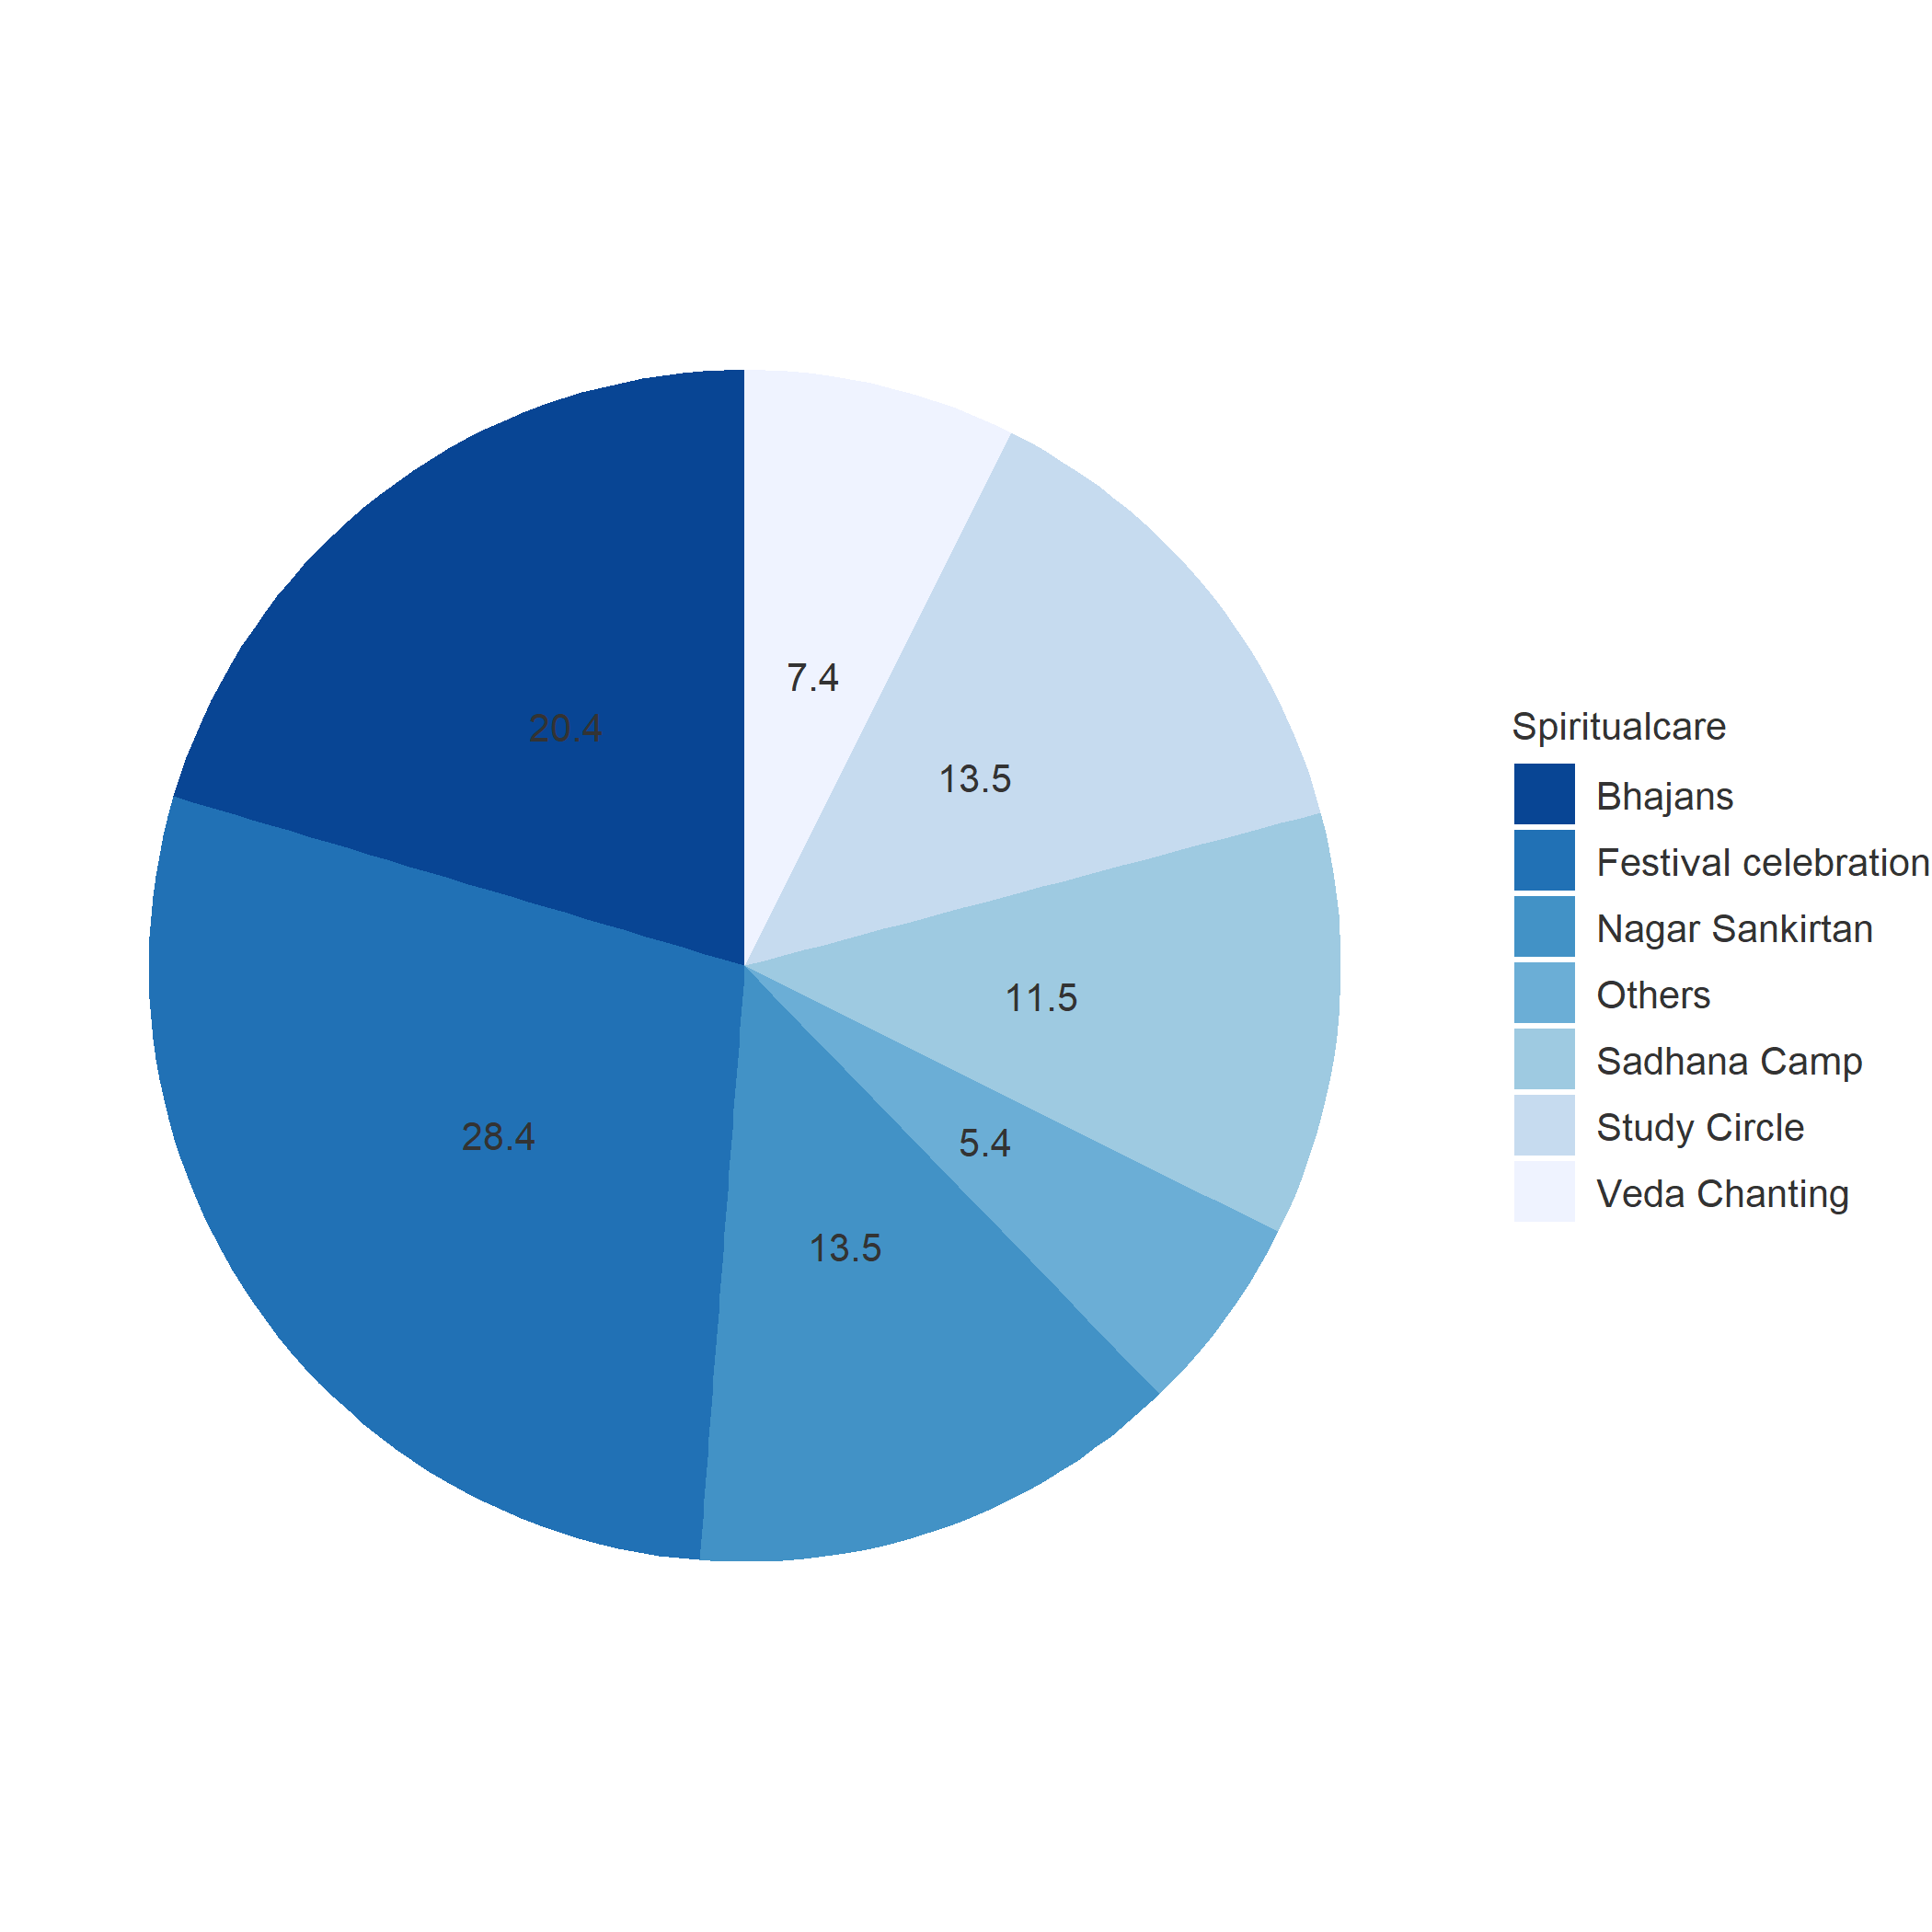 7.4
20.4
13.5
11.5
28.4
5.4
13.5
Spiritualcare
Bhajans
Festival celebration
Nagar Sankirtan
Others
Sadhana Camp
Study Circle
Veda Chanting